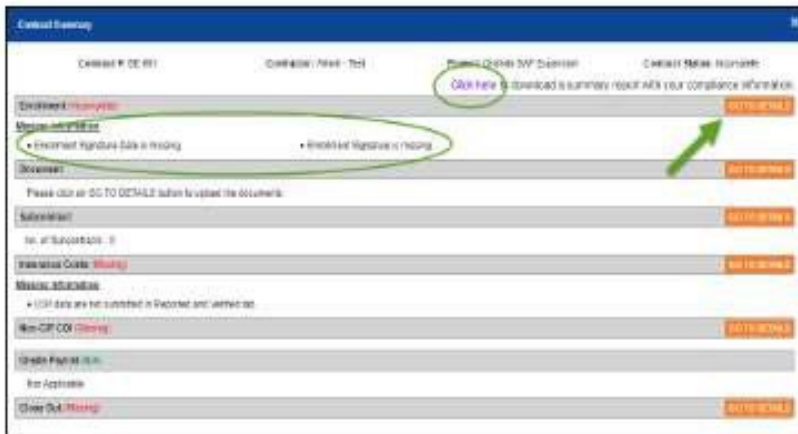 Contract Summary
Contract #: DE 001 Contractor: - Test Contract Status: Incomplete
Click here to download a summary report with your compliance information
Enrollment (Incomplete) GO TO DETAILS
Missing Information
• Enrollment Signature Date is missing • Enrollment Signature is missing
Document GO TO DETAILS
Please click on GO TO DETAILS button to upload the documents
Subcontract GO TO DETAILS
No. of Subcontracts : 0
Insurance Costs (Missing) GO TO DETAILS
Missing Information
data are not submitted in Reported and Verified tab
Non-CIP COI (Missing) GO TO DETAILS
Onsite Payroll
Not Applicable
Close Out (Missing) GO TO DETAILS